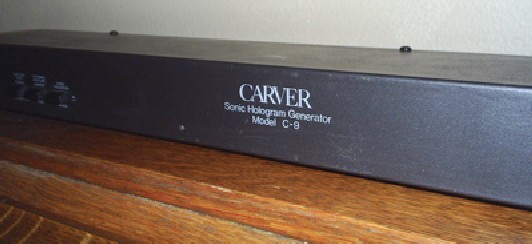 CARVER
Sonic Hologram Generator
Model C-9